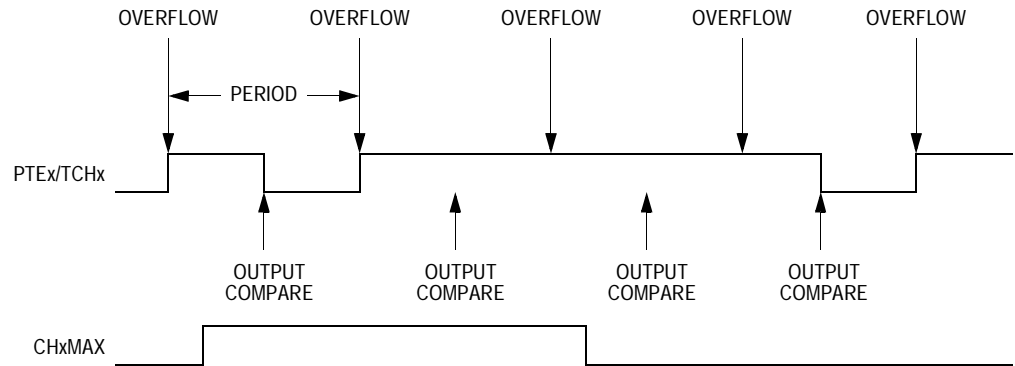 OVERFLOW OVERFLOW OVERFLOW OVERFLOW OVERFLOW
PERIOD
PTEx/TCHx
OUTPUT COMPARE
OUTPUT COMPARE
OUTPUT COMPARE
OUTPUT COMPARE
CHxMAX